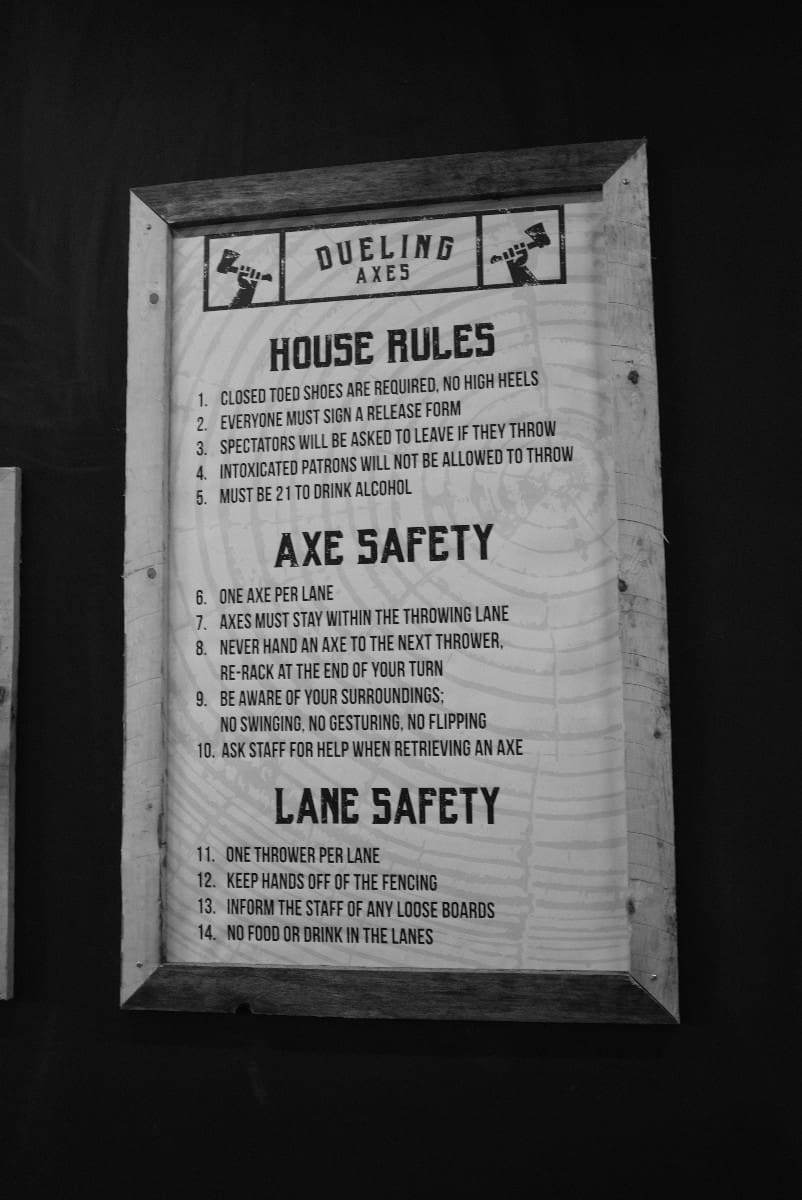 DUELING
AXES
HOUSE RULES
1. CLOSED TOED SHOES ARE REQUIRED, NO HIGH HEELS
2. EVERYONE MUST SIGN A RELEASE FORM
3. SPECTATORS WILL BE ASKED TO LEAVE IF THEY THROW
4. INTOXICATED PATRONS WILL NOT BE ALLOWED TO THROW
5. MUST BE 21 TO DRINK ALCOHOL
AXE SAFETY
6. ONE AXE PER LANE
7. AXES MUST STAY WITHIN THE THROWING LANE
8. NEVER HAND AN AXE TO THE NEXT THROWER,
RE-RACK AT THE END OF YOUR TURN
9. BE AWARE OF YOUR SURROUNDINGS;
NO SWINGING, NO GESTURING, NO FLIPPING
10. ASK STAFF FOR HELP WHEN RETRIEVING AN AXE
LANE SAFETY
11. ONE THROWER PER LANE
12. KEEP HANDS OFF OF THE FENCING
13. INFORM THE STAFF OF ANY LOOSE BOARDS
14. NO FOOD OR DRINK IN THE LANES